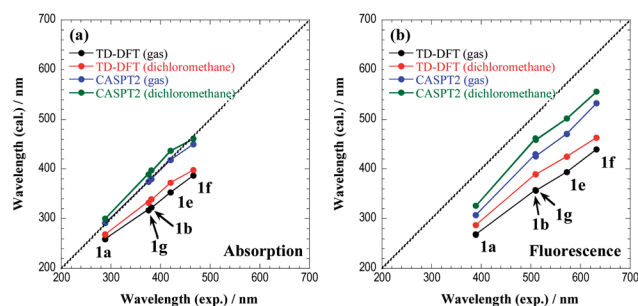 (a)
TD-DFT (gas)
TD-DFT (dichloromethane)
CASPT2 (gas)
CASPT2 (dichloromethane)
700
600
500
400
300
200
Wavelength (cal.) / nm
1a
1g
1b
1e
1f
Absorption
200 300 400 500 600 700
Wavelength (exp.) / nm
(b)
TD-DFT (gas)
TD-DFT (dichloromethane)
CASPT2 (gas)
CASPT2 (dichloromethane)
700
600
500
400
300
200
Wavelength (cal.) / nm
1a
1b
1g
1e
1f
Fluorescence
200 300 400 500 600 700
Wavelength (exp.) / nm